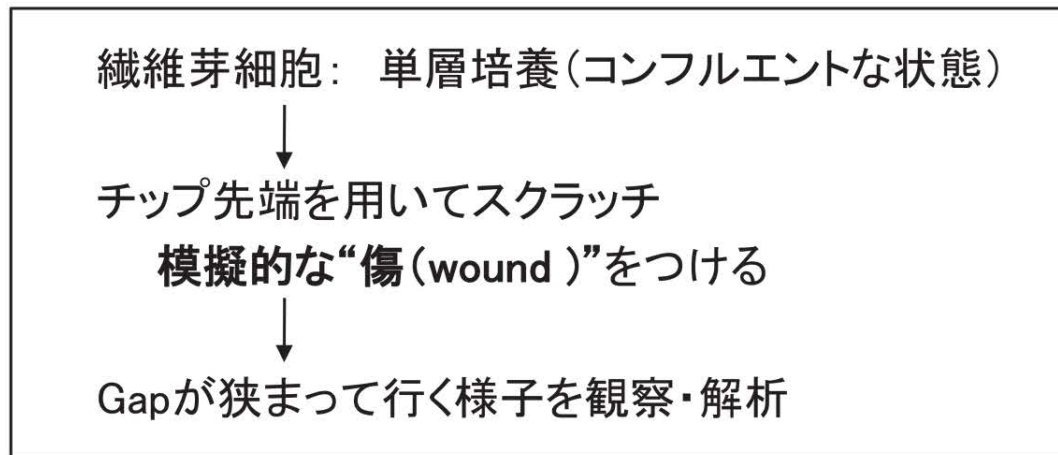 繊維芽細胞： 単層培養（コンフルエントな状態）
チップ先端を用いてスクラッチ
模擬的な“傷（wound ）”をつける
Gapが狭まって行く様子を観察・解析